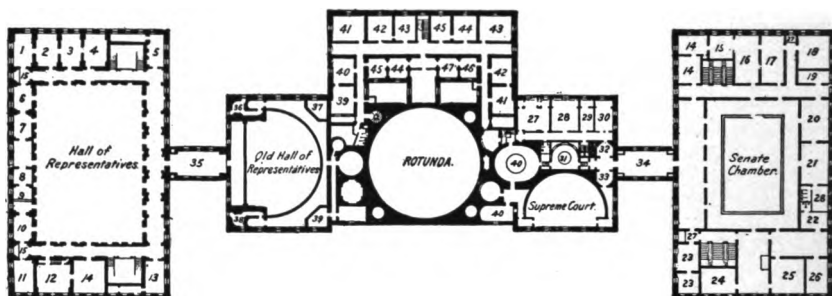 1 2 3 4 5
15
6
7
Hall of
Representatives.
8
9
10
15
11 12 14 13
35
36 37
Old Hall of
Representatives
38 39
41 42 43 45 44 43
40 45 44 47 46 42
39 41
ROTUNDA.
40
40
27 28 29 30
31
32
33
Supreme Court.
34
14 15 16 17 18
14 19
20
21
Senate
Chamber.
28
22
27
23
23 24 25 26